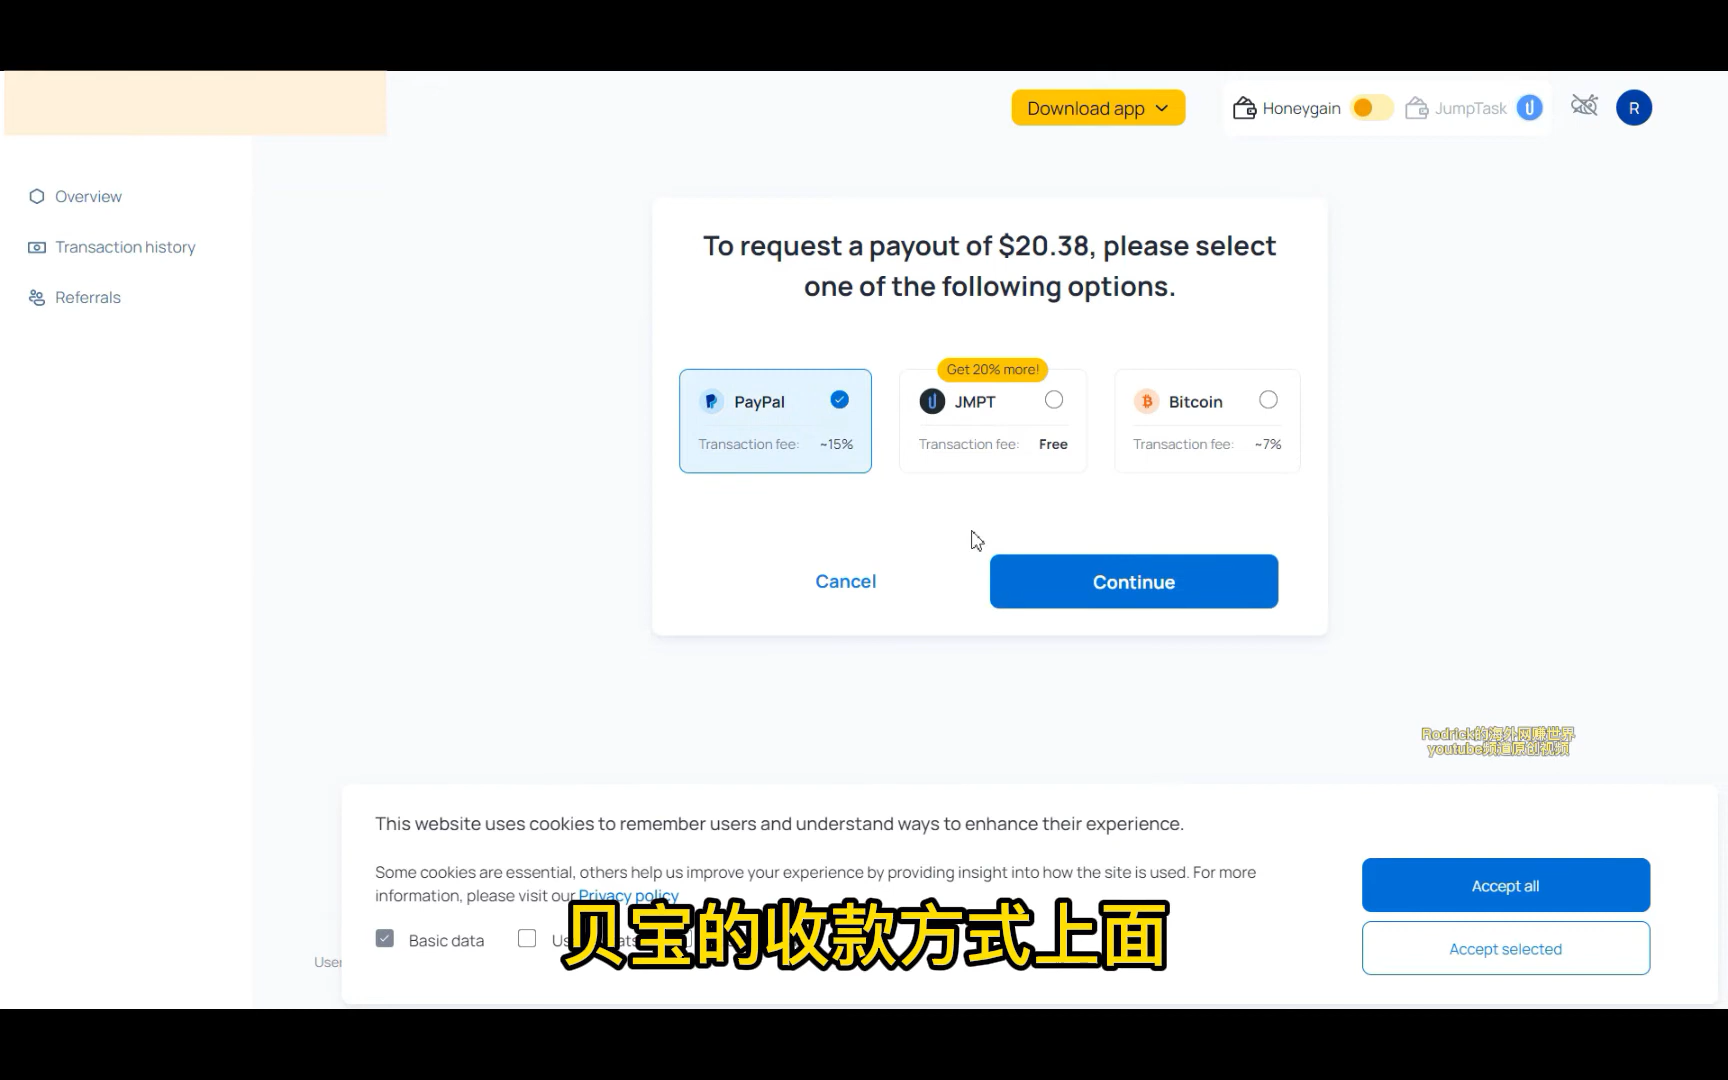 Download app
Honeygain
JumpTask
R
Overview
Transaction history
Referrals
To request a payout of $20.38, please select
one of the following options.
Get 20% more!
PayPal
JMPT
Bitcoin
Transaction fee: ~15%
Transaction fee: Free
Transaction fee: ~7%
Cancel
Continue
Rodrick的海外网赚世界
youtube频道原创视频
This website uses cookies to remember users and understand ways to enhance their experience.
Some cookies are essential, others help us improve your experience by providing insight into how the site is used. For more
information, please visit our Privacy policy
Accept all
Basic data
贝宝的收款方式上面
Accept selected